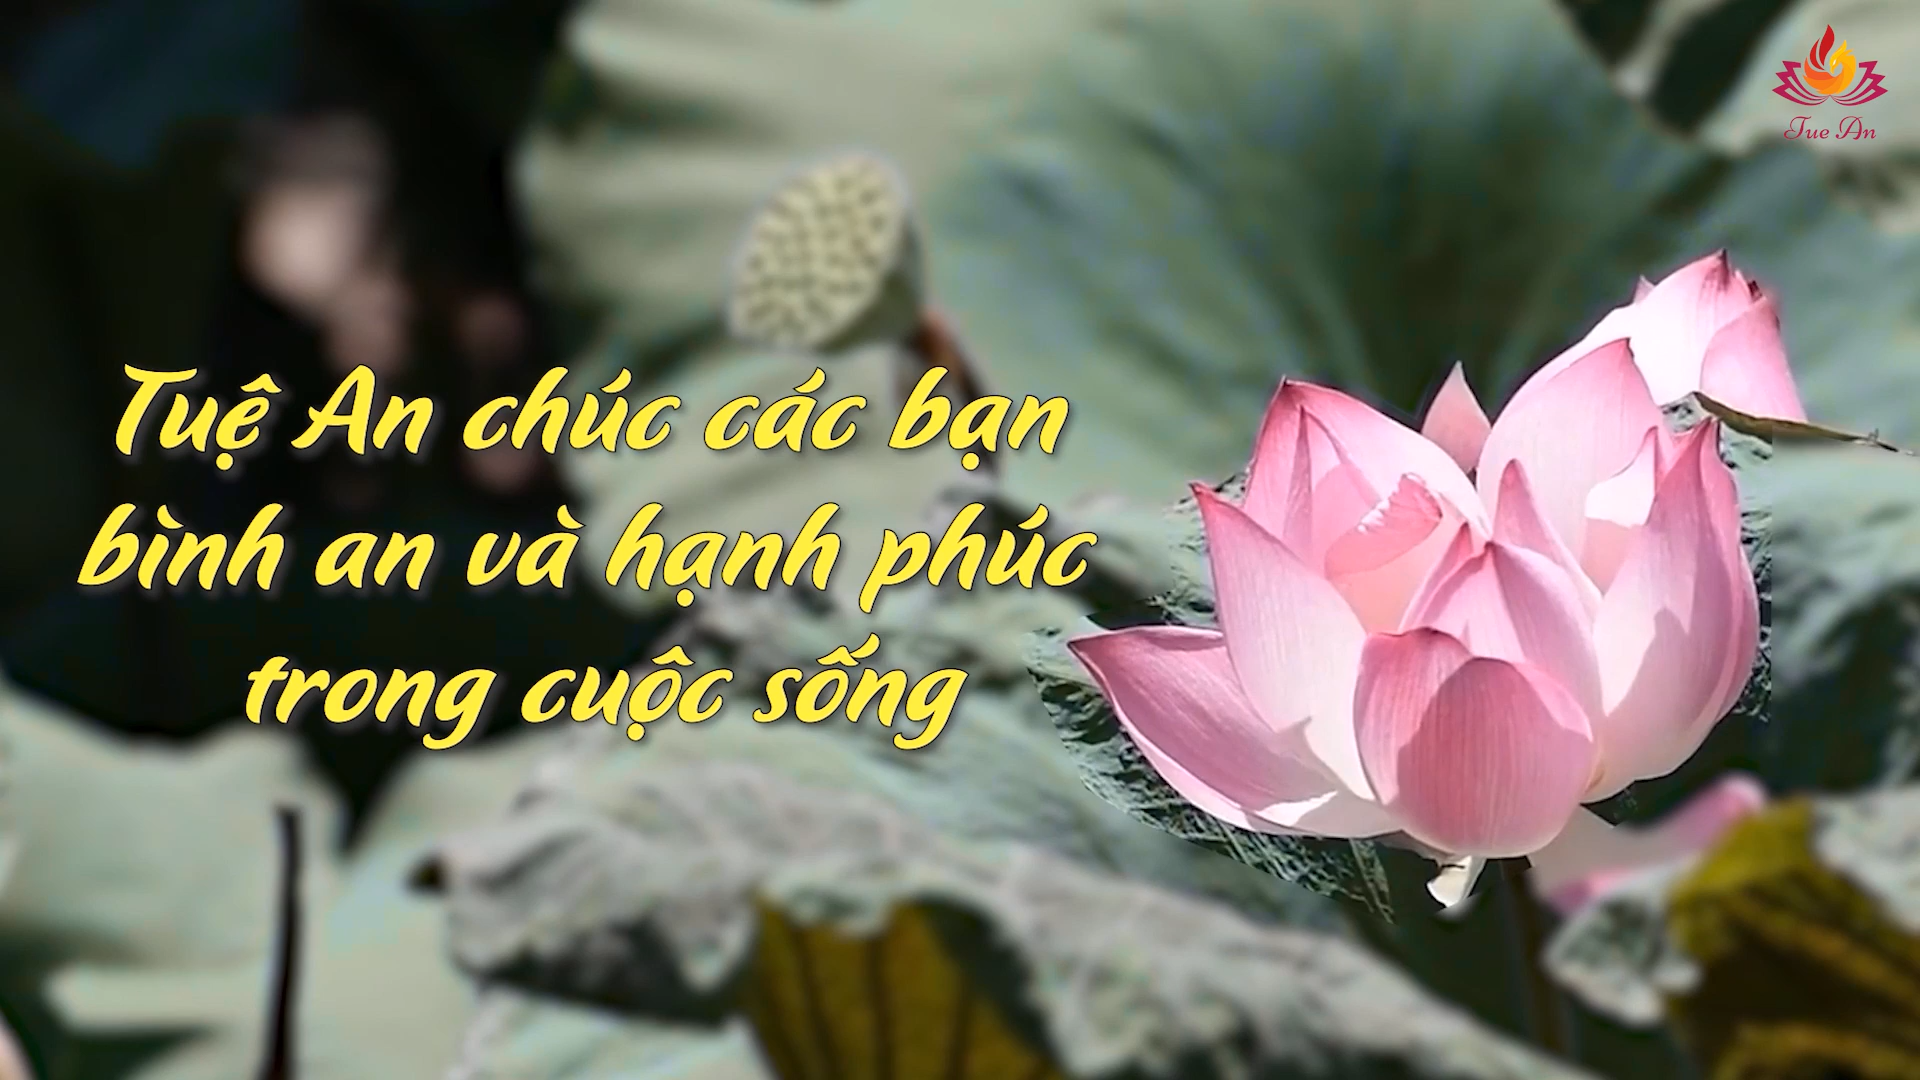 Tue An
Tuệ An chúc các bạn
bình an và hạnh phúc
trong cuộc sống